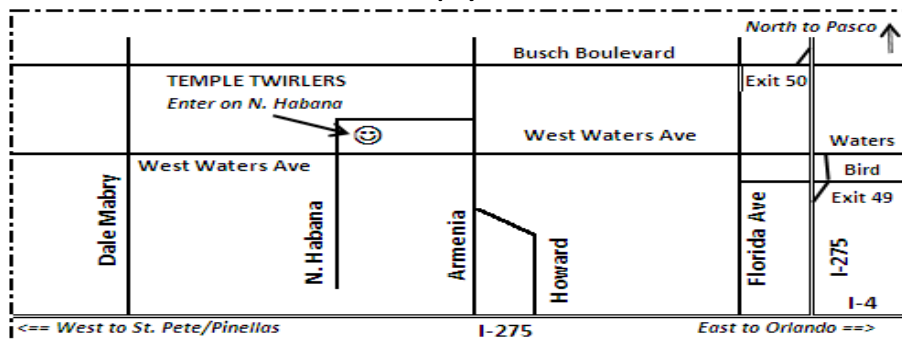 North to Pasco
Busch Boulevard
TEMPLE TWIRLERS
Exit 50
Enter on N. Habana
West Waters Ave
Waters
West Waters Ave
Bird
Exit 49
Dale Mabry
N. Habana
Armenia
Howard
Florida Ave
I-275
I-4
<== West to St. Pete/Pinellas
I-275
East to Orlando ==>